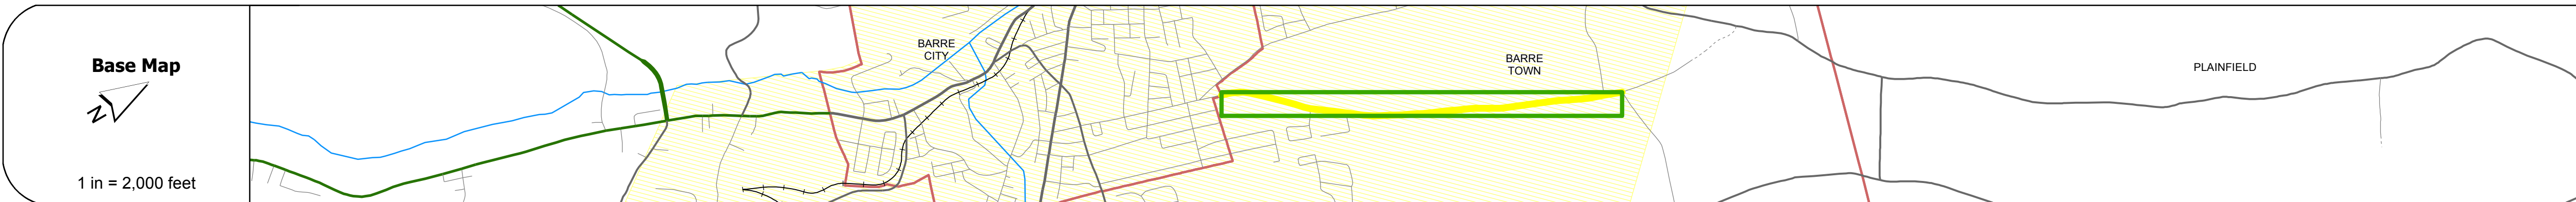 Base Map
N
1 in = 2,000 feet
BARRE
CITY
BARRE
TOWN
PLAINFIELD